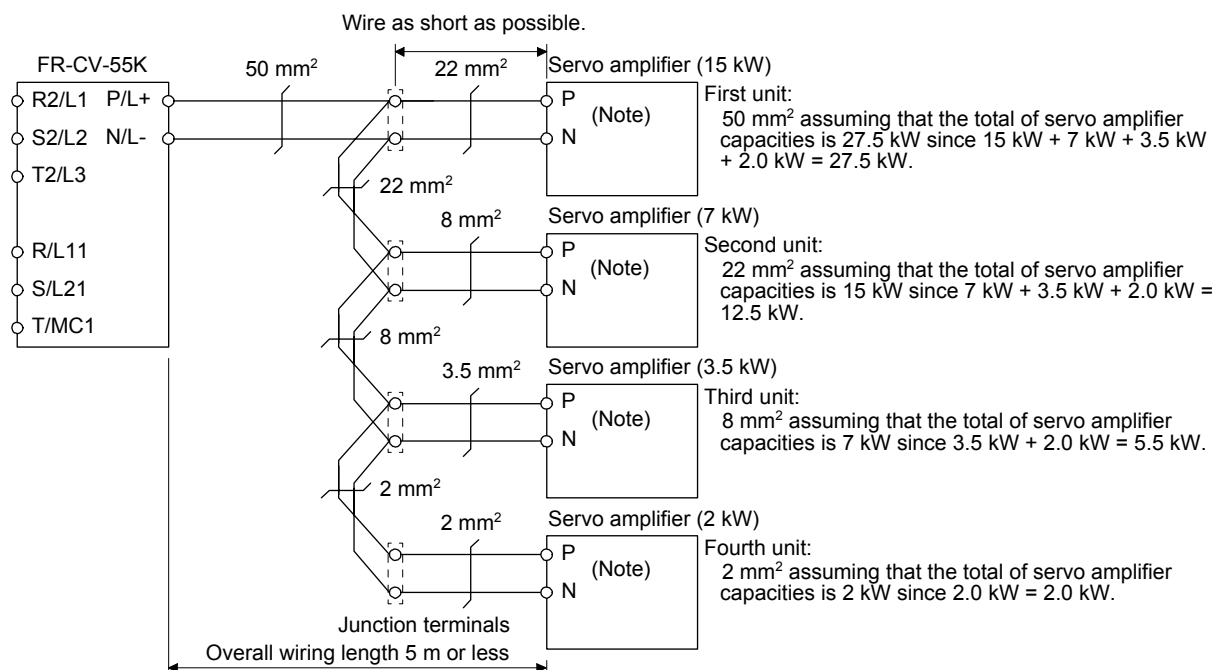 Wire as short as possible.
FR-CV-55K
50 mm²
22 mm²
Servo amplifier (15 kW)
R2/L1 P/L+
S2/L2 N/L-
T2/L3
R/L11
S/L21
T/MC1
P
(Note)
N
First unit:
50 mm² assuming that the total of servo amplifier
capacities is 27.5 kW since 15 kW + 7 kW + 3.5 kW
+ 2.0 kW = 27.5 kW.
22 mm²
8 mm²
Servo amplifier (7 kW)
P
(Note)
N
Second unit:
22 mm² assuming that the total of servo amplifier
capacities is 15 kW since 7 kW + 3.5 kW + 2.0 kW =
12.5 kW.
8 mm²
3.5 mm²
Servo amplifier (3.5 kW)
P
(Note)
N
Third unit:
8 mm² assuming that the total of servo amplifier
capacities is 7 kW since 3.5 kW + 2.0 kW = 5.5 kW.
2 mm²
2 mm²
Servo amplifier (2 kW)
P
(Note)
N
Fourth unit:
2 mm² assuming that the total of servo amplifier
capacities is 2 kW since 2.0 kW = 2.0 kW.
Junction terminals
Overall wiring length 5 m or less